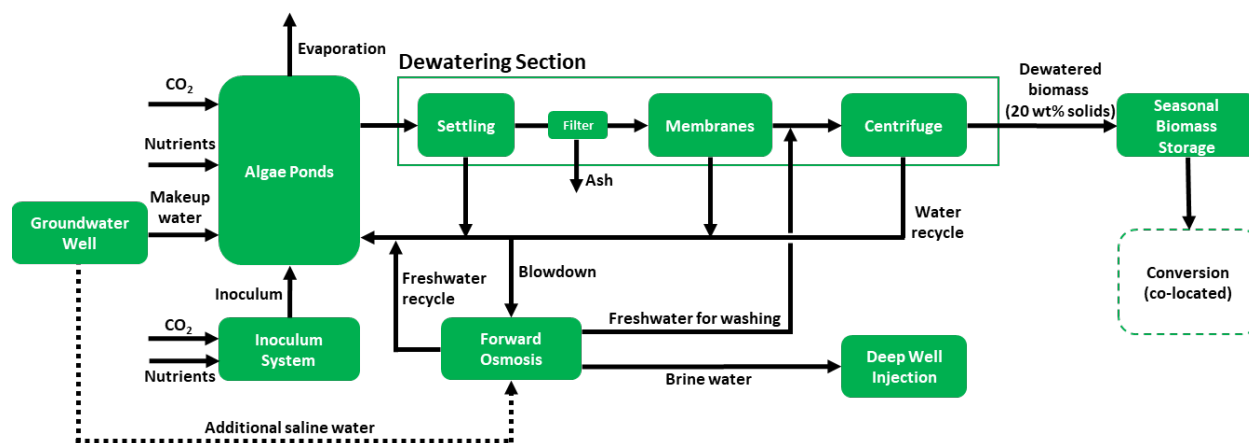 Evaporation
Dewatering Section
CO2
Nutrients
Makeup
water
Groundwater
Well
Algae Ponds
Settling
Filter
Membranes
Centrifuge
Ash
Dewatered
biomass
(20 wt% solids)
Seasonal
Biomass
Storage
Water
recycle
Conversion
(co-located)
Inoculum
Freshwater
recycle
Blowdown
CO2
Nutrients
Inoculum
System
Forward
Osmosis
Freshwater for washing
Brine water
Deep Well
Injection
Additional saline water